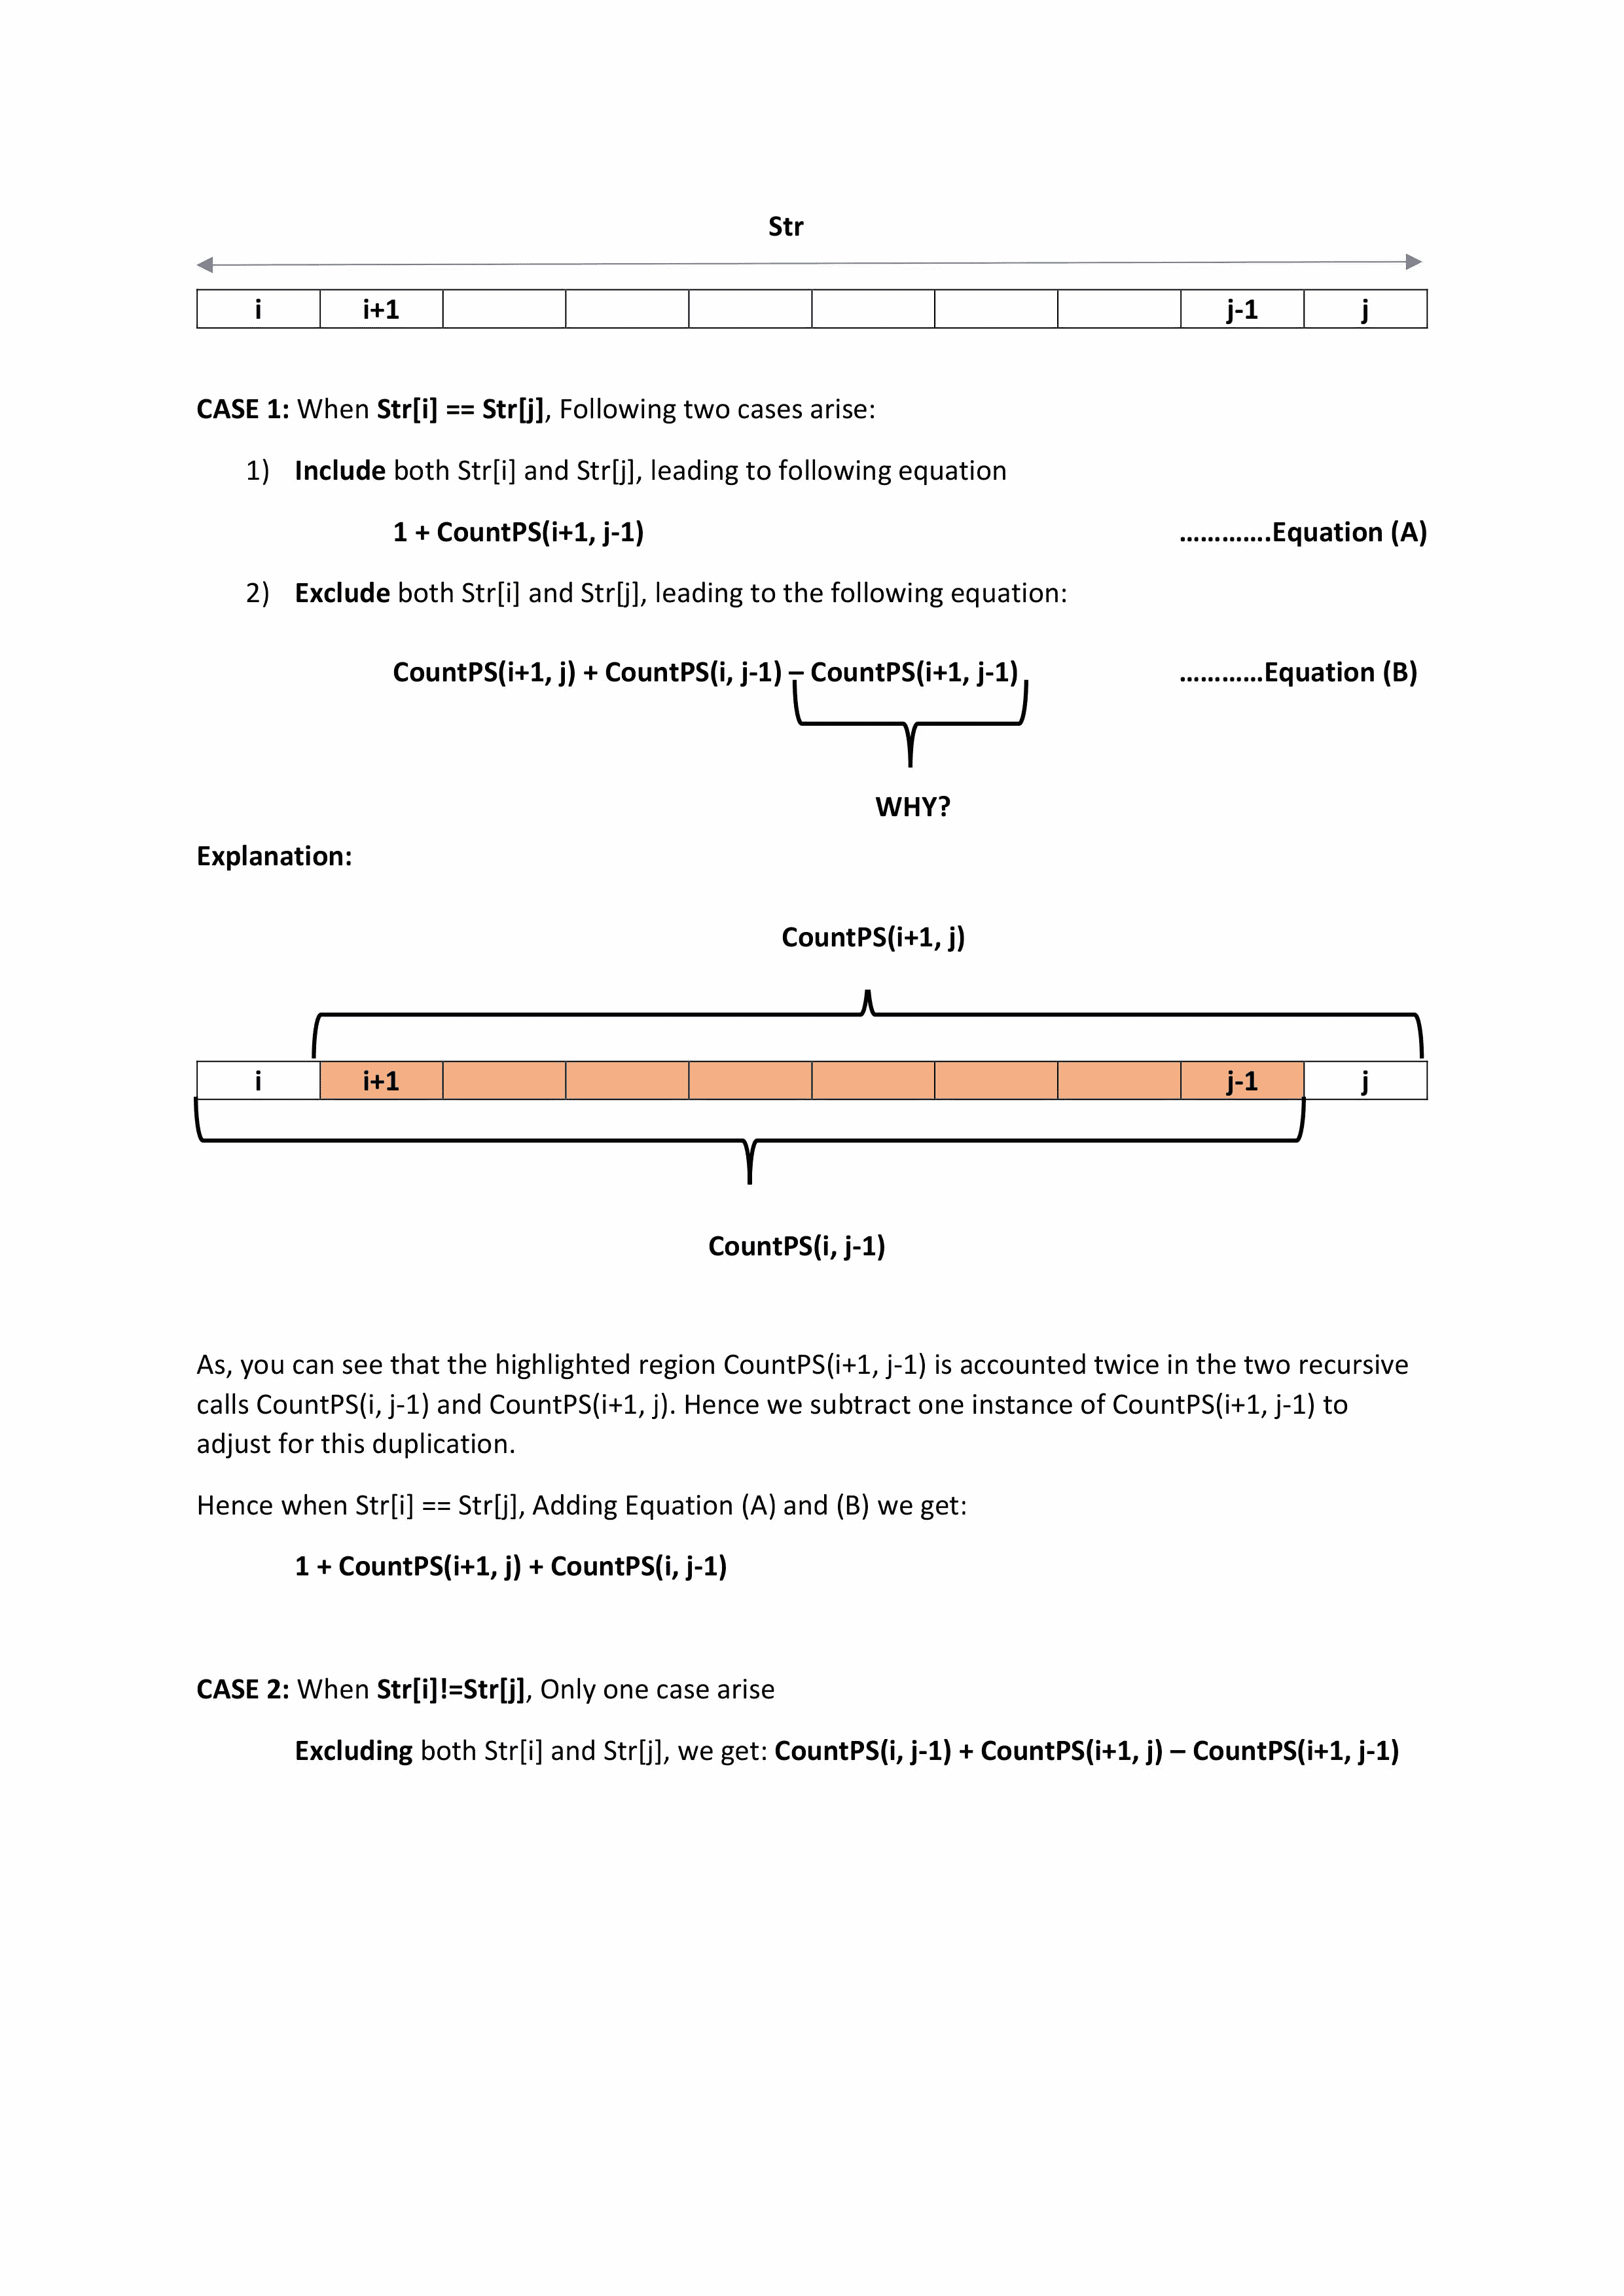 Str
i i+1 j-1 j
CASE 1: When Str[i] == Str[j], Following two cases arise:
1) Include both Str[i] and Str[j], leading to following equation
1 + CountPS(i+1, j-1) ………….Equation (A)
2) Exclude both Str[i] and Str[j], leading to the following equation:
CountPS(i+1, j) + CountPS(i, j-1) – CountPS(i+1, j-1) …………Equation (B)
WHY?
Explanation:
CountPS(i+1, j)
i i+1 j-1 j
CountPS(i, j-1)
As, you can see that the highlighted region CountPS(i+1, j-1) is accounted twice in the two recursive
calls CountPS(i, j-1) and CountPS(i+1, j). Hence we subtract one instance of CountPS(i+1, j-1) to
adjust for this duplication.
Hence when Str[i] == Str[j], Adding Equation (A) and (B) we get:
1 + CountPS(i+1, j) + CountPS(i, j-1)
CASE 2: When Str[i]!=Str[j], Only one case arise
Excluding both Str[i] and Str[j], we get: CountPS(i, j-1) + CountPS(i+1, j) – CountPS(i+1, j-1)